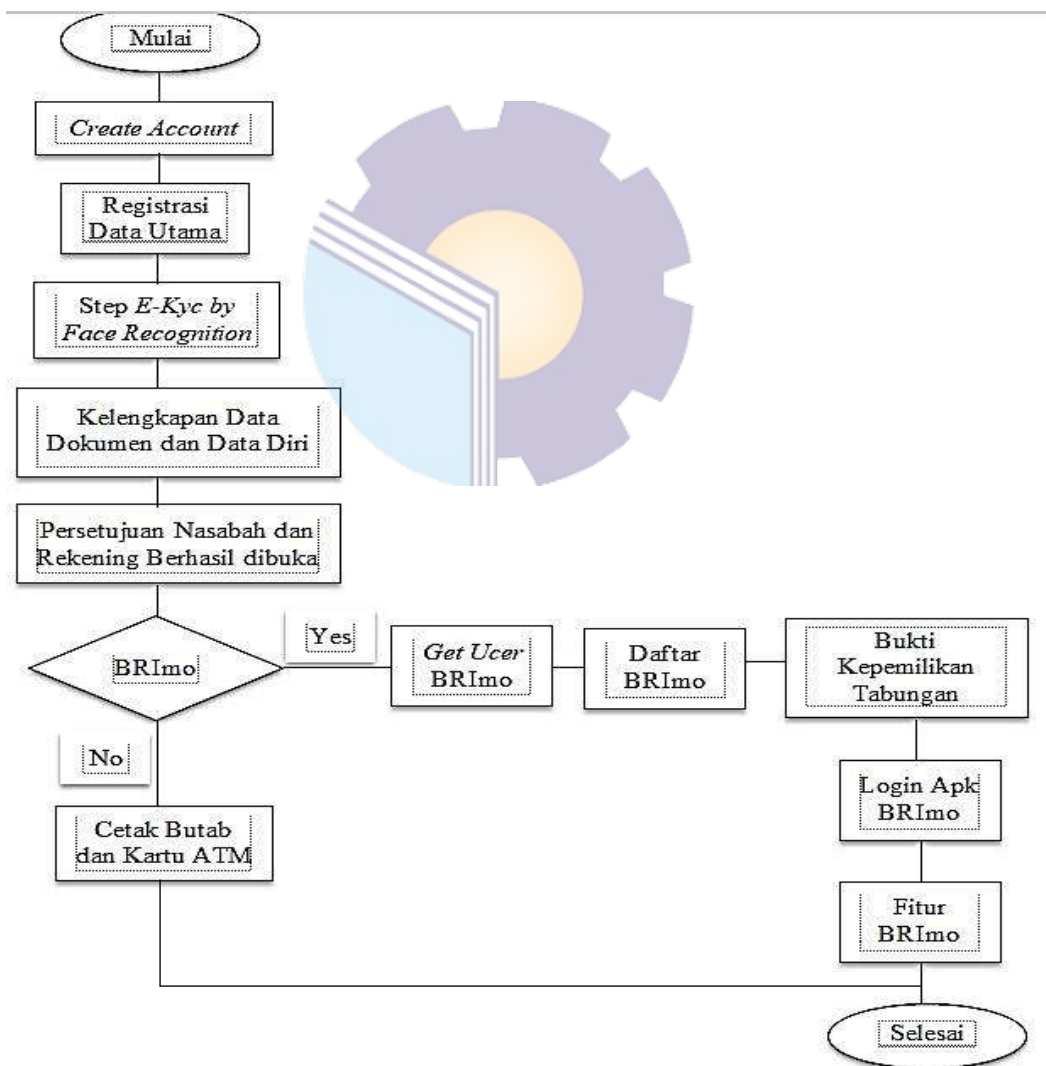 Mulai
Create Account
Registrasi
Data Utama
Step E-Kyc by
Face Recognition
Kelengkapan Data
Dokumen dan Data Diri
Persetujuan Nasabah dan
Rekening Berhasil dibuka
BRImo
Yes
Get Ucer
BRImo
Daftar
BRImo
Bukti
Kepemilikan
Tabungan
No
Cetak Butab
dan Kartu ATM
Login Apk
BRImo
Fitur
BRImo
Selesai